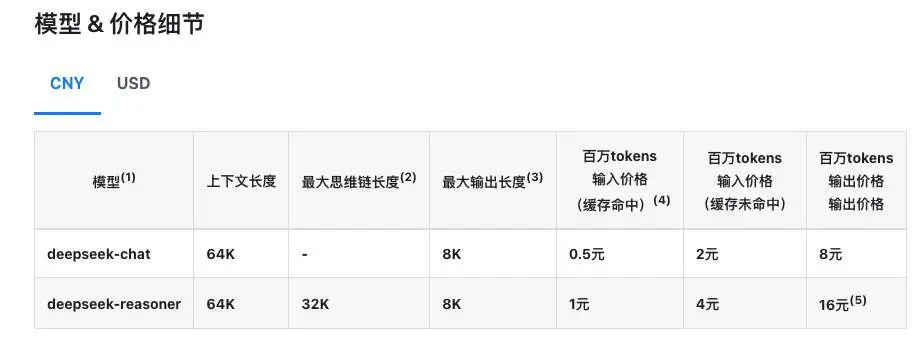 模型 & 价格细节
CNY USD
模型(1) 上下文长度 最大思维链长度(2) 最大输出长度(3) 百万tokens 输入价格 (缓存命中) (4) 百万tokens 输入价格 (缓存未命中) 百万tokens 输出价格 输出价格
deepseek-chat 64K - 8K 0.5元 2元 8元
deepseek-reasoner 64K 32K 8K 1元 4元 16元(5)